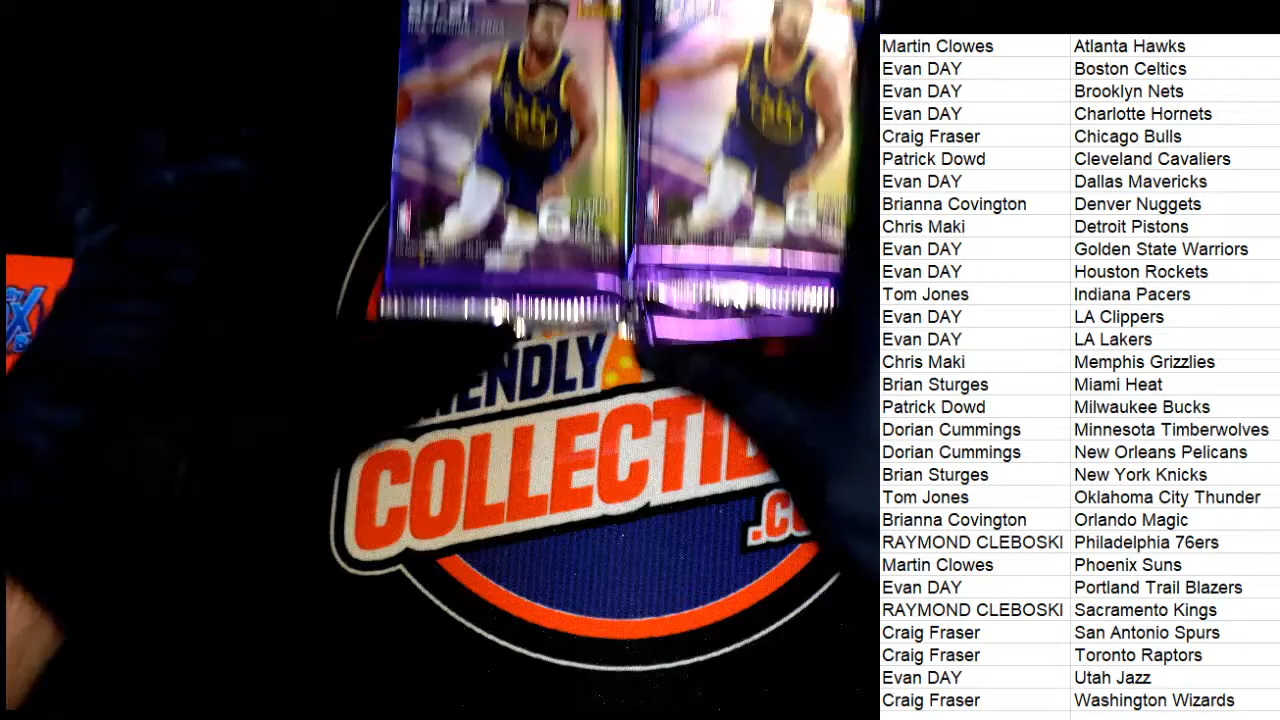 Martin Clowes Atlanta Hawks
Evan DAY Boston Celtics
Evan DAY Brooklyn Nets
Evan DAY Charlotte Hornets
Craig Fraser Chicago Bulls
Patrick Dowd Cleveland Cavaliers
Evan DAY Dallas Mavericks
Brianna Covington Denver Nuggets
Chris Maki Detroit Pistons
Evan DAY Golden State Warriors
Evan DAY Houston Rockets
Tom Jones Indiana Pacers
Evan DAY LA Clippers
Evan DAY LA Lakers
Chris Maki Memphis Grizzlies
Brian Sturges Miami Heat
Patrick Dowd Milwaukee Bucks
Dorian Cummings Minnesota Timberwolves
Dorian Cummings New Orleans Pelicans
Brian Sturges New York Knicks
Tom Jones Oklahoma City Thunder
Brianna Covington Orlando Magic
RAYMOND CLEBOSKI Philadelphia 76ers
Martin Clowes Phoenix Suns
Evan DAY Portland Trail Blazers
RAYMOND CLEBOSKI Sacramento Kings
Craig Fraser San Antonio Spurs
Craig Fraser Toronto Raptors
Evan DAY Utah Jazz
Craig Fraser Washington Wizards
ENDLY
COLLECTIB
.CO